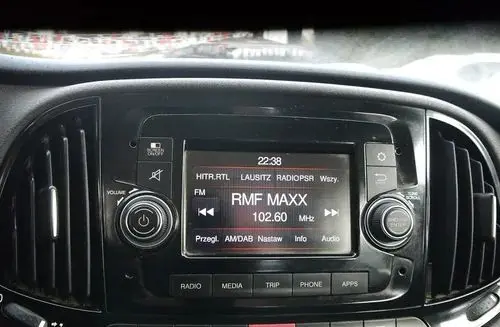 SCREEN
ON/OFF
22:38
HITR.RTL LAUSITZ RADIOPSR Wszy.
FM
RMF MAXX
102.60 MHz
Przegl. AM/DAB Nastaw Info Audio
VOLUME
TUNE
SCROLL
ENTER
RADIO MEDIA TRIP PHONE APPS